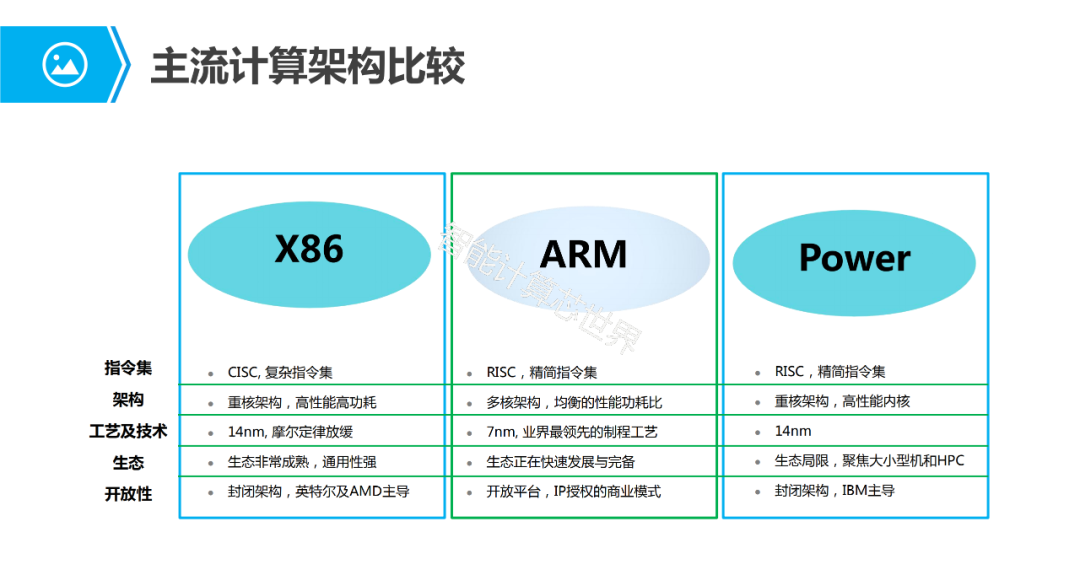 主流计算架构比较
X86
ARM
Power
智能计算芯世界
指令集
CISC, 复杂指令集
RISC，精简指令集
RISC，精简指令集
架构
重核架构，高性能高功耗
多核架构，均衡的性能功耗比
重核架构，高性能内核
工艺及技术
14nm, 摩尔定律放缓
7nm, 业界最领先的制程工艺
14nm
生态
生态非常成熟，通用性强
生态正在快速发展与完备
生态局限，聚焦大小型机和HPC
开放性
封闭架构，英特尔及AMD主导
开放平台，IP授权的商业模式
封闭架构，IBM主导